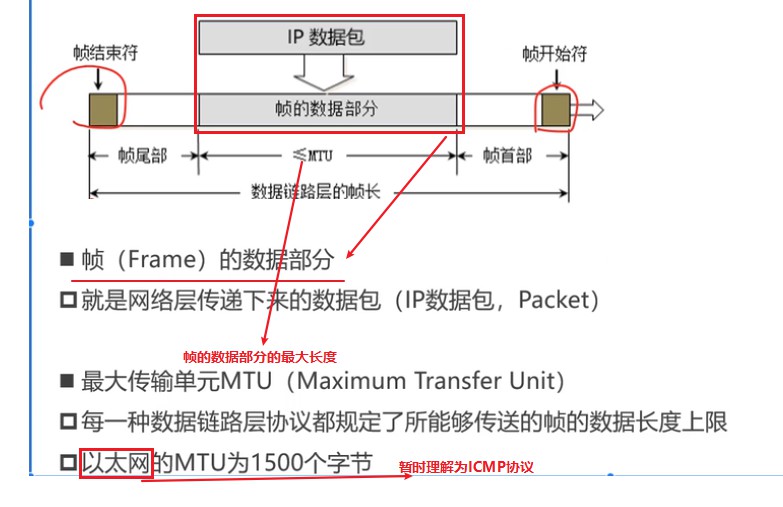 IP 数据包
帧结束符
帧开始符
帧的数据部分
帧尾部
≤MTU
帧首部
数据链路层的帧长
■ 帧（Frame）的数据部分
就是网络层传递下来的数据包（IP数据包，Packet）
帧的数据部分的最大长度
■ 最大传输单元MTU（Maximum Transfer Unit）
每一种数据链路层协议都规定了所能够传送的帧的数据长度上限
以太网的MTU为1500个字节
暂时理解为ICMP协议